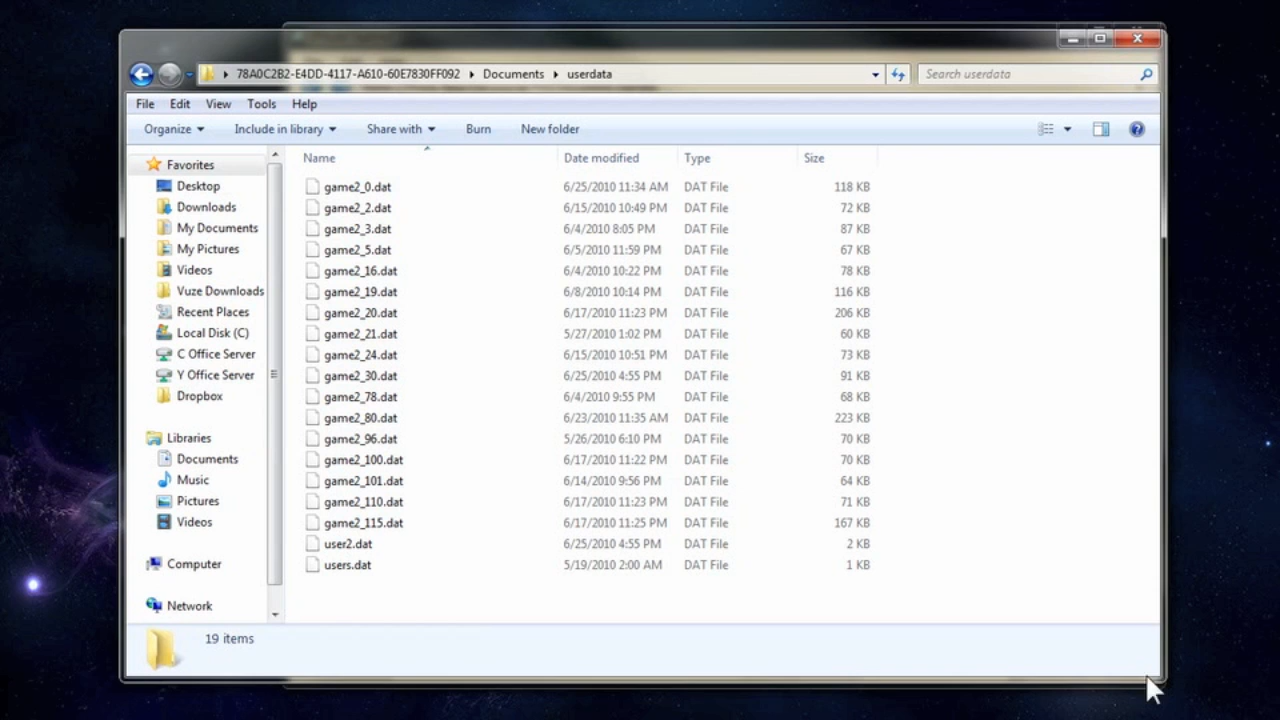 78A0C2B2-E4DD-4117-A610-60E7830FF092 Documents userdata Search userdata
File Edit View Tools Help
Organize Include in library Share with Burn New folder
Name Date modified Type Size
Favorites
Desktop
Downloads
My Documents
My Pictures
Videos
Vuze Downloads
Recent Places
Local Disk (C)
C Office Server
Y Office Server
Dropbox
Libraries
Documents
Music
Pictures
Videos
Computer
Network
game2_0.dat 6/25/2010 11:34 AM DAT File 118 KB
game2_2.dat 6/15/2010 10:49 PM DAT File 72 KB
game2_3.dat 6/4/2010 8:05 PM DAT File 87 KB
game2_5.dat 6/5/2010 11:59 PM DAT File 67 KB
game2_16.dat 6/4/2010 10:22 PM DAT File 78 KB
game2_19.dat 6/8/2010 10:14 PM DAT File 116 KB
game2_20.dat 6/17/2010 11:23 PM DAT File 206 KB
game2_21.dat 5/27/2010 1:02 PM DAT File 60 KB
game2_24.dat 6/15/2010 10:51 PM DAT File 73 KB
game2_30.dat 6/25/2010 4:55 PM DAT File 91 KB
game2_78.dat 6/4/2010 9:55 PM DAT File 68 KB
game2_80.dat 6/23/2010 11:35 AM DAT File 223 KB
game2_96.dat 5/26/2010 6:10 PM DAT File 70 KB
game2_100.dat 6/17/2010 11:22 PM DAT File 70 KB
game2_101.dat 6/14/2010 9:56 PM DAT File 64 KB
game2_110.dat 6/17/2010 11:23 PM DAT File 71 KB
game2_115.dat 6/17/2010 11:25 PM DAT File 167 KB
user2.dat 6/25/2010 4:55 PM DAT File 2 KB
users.dat 5/19/2010 2:00 AM DAT File 1 KB
19 items